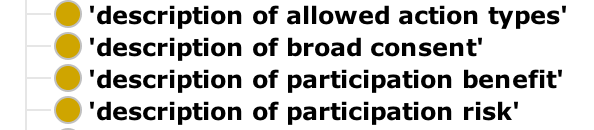 'description of allowed action types'
'description of broad consent'
'description of participation benefit'
'description of participation risk'